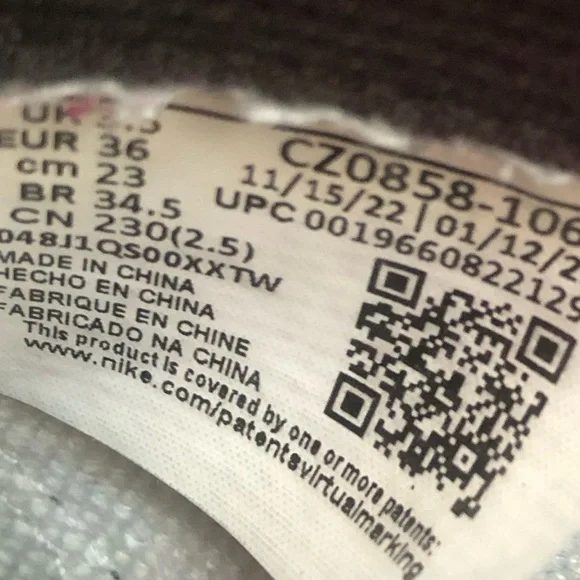 UK
EUR 36
cm 23
BR 34.5
CN 230(2.5)
CZ0858-106
11/15/22 | 01/12/2
UPC 0019660822129
048J1QS00XXTW
MADE IN CHINA
HECHO EN CHINA
FABRIQUE EN CHINE
FABRICADO NA CHINA
This product is covered by one or more patents:
www.nike.com/patentsvirtualmarking